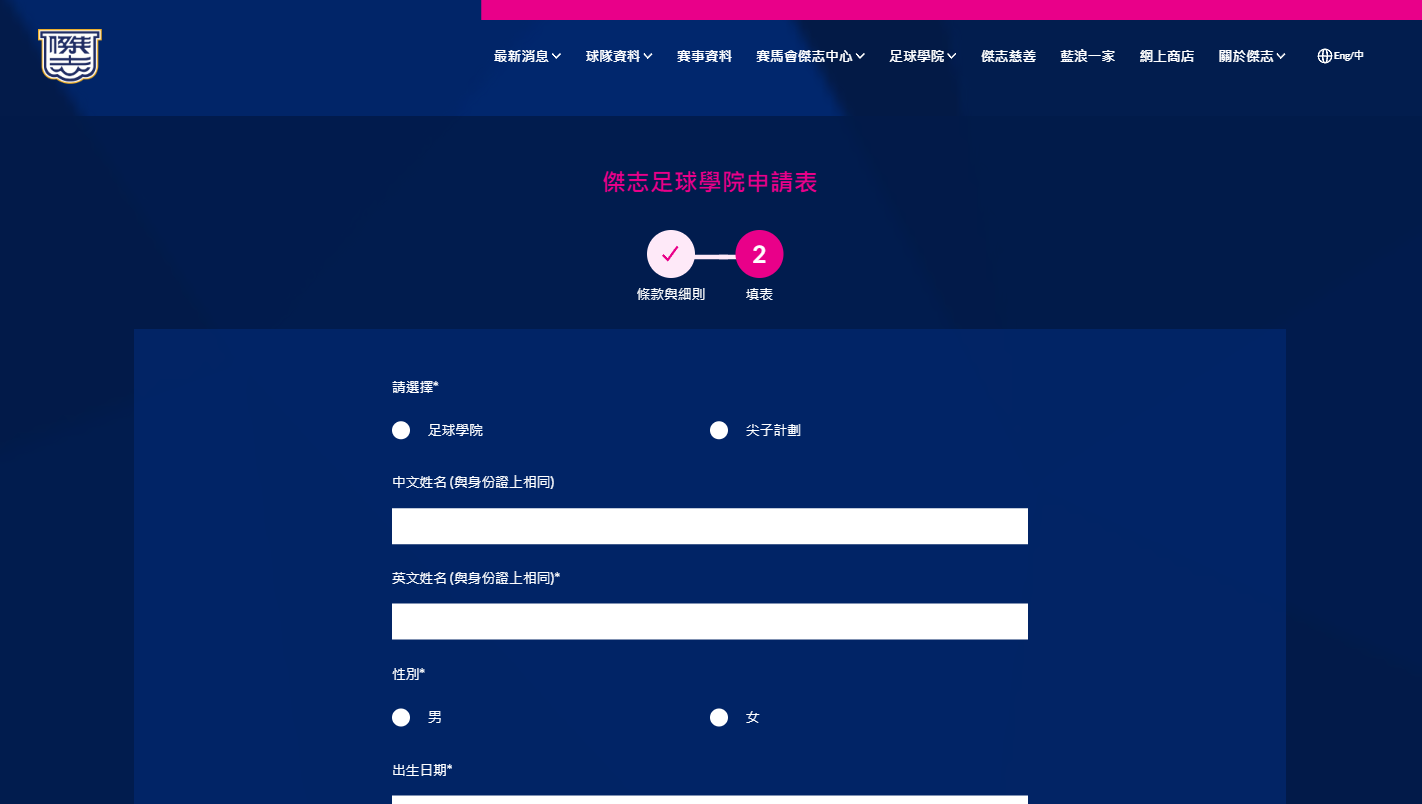 最新消息 球隊資料 賽事資料 賽馬會傑志中心 足球學院 傑志慈善 藍浪一家 網上商店 關於傑志 Eng/中
傑志足球學院申請表
2
條款與細則 填表
請選擇*
足球學院 尖子計劃
中文姓名 (與身份證上相同)
英文姓名 (與身份證上相同)*
性別*
男 女
出生日期*